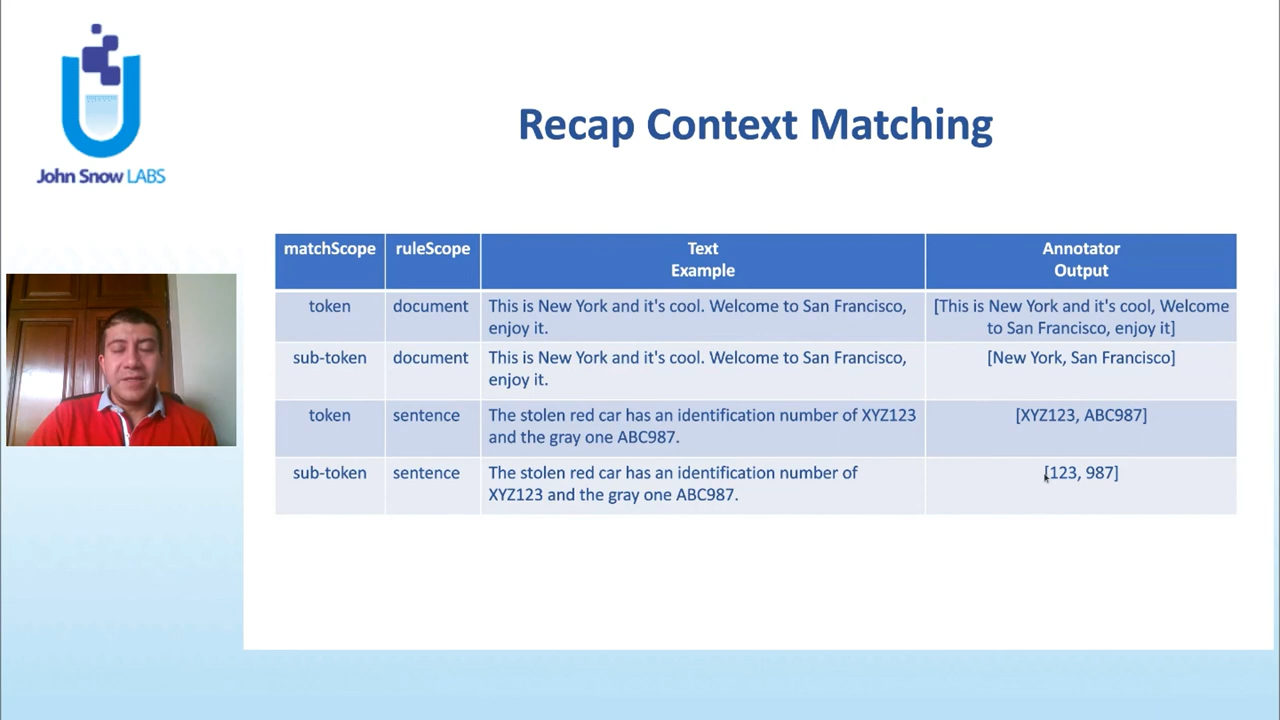 John Snow LABS
Recap Context Matching
matchScope ruleScope Text Example Annotator Output
token document This is New York and it's cool. Welcome to San Francisco, enjoy it. [This is New York and it's cool, Welcome to San Francisco, enjoy it]
sub-token document This is New York and it's cool. Welcome to San Francisco, enjoy it. [New York, San Francisco]
token sentence The stolen red car has an identification number of XYZ123 and the gray one ABC987. [XYZ123, ABC987]
sub-token sentence The stolen red car has an identification number of XYZ123 and the gray one ABC987. [123, 987]